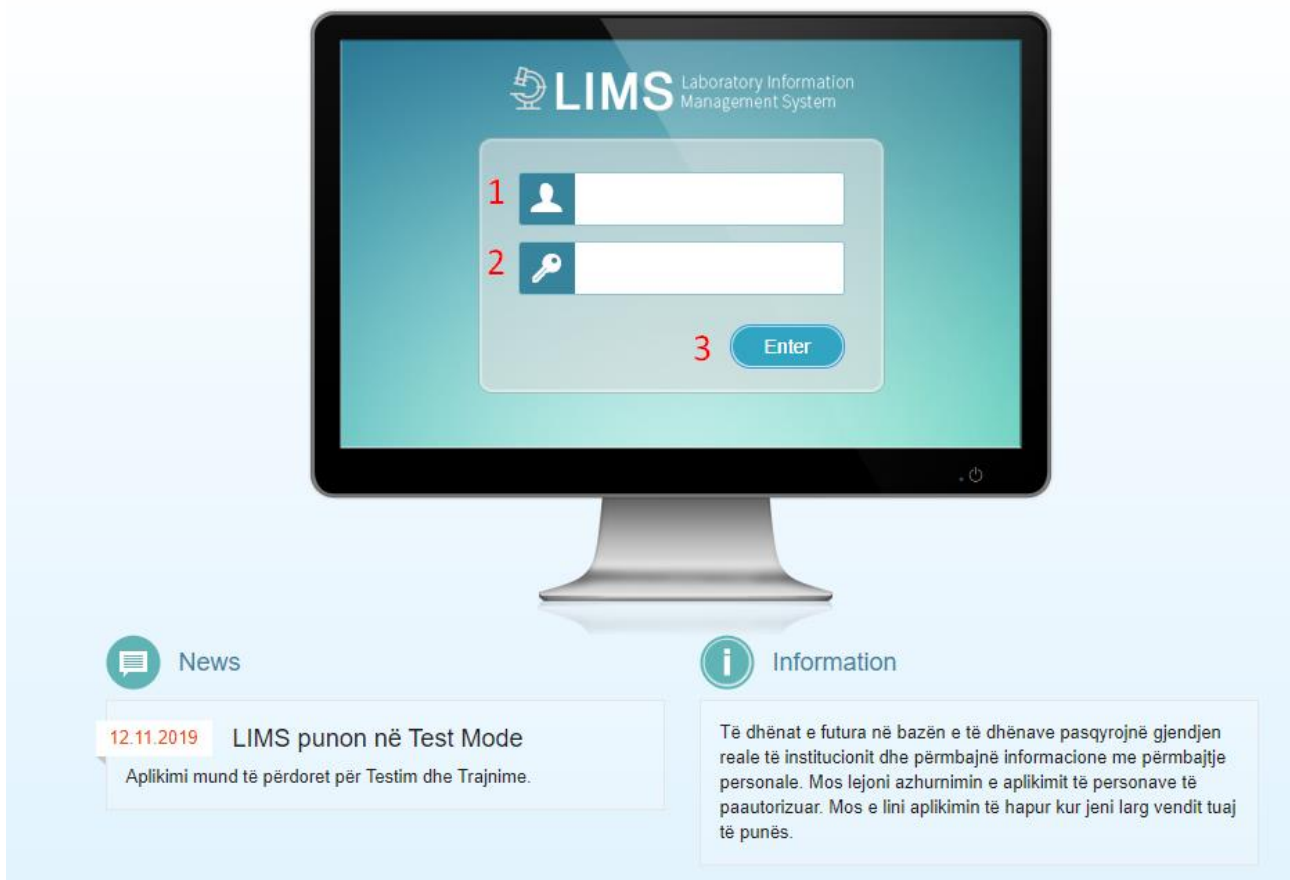 LIMS Laboratory Information
Management System
1
2
3 Enter
News
12.11.2019 LIMS punon në Test Mode
Aplikimi mund të përdoret për Testim dhe Trajnime.
Information
Të dhënat e futura në bazën e të dhënave pasqyrojnë gjendjen
reale të institucionit dhe përmbajnë informacione me përmbajtje
personale. Mos lejoni azhurnimin e aplikimit të personave të
paautorizuar. Mos e lini aplikimin të hapur kur jeni larg vendit tuaj
të punës.